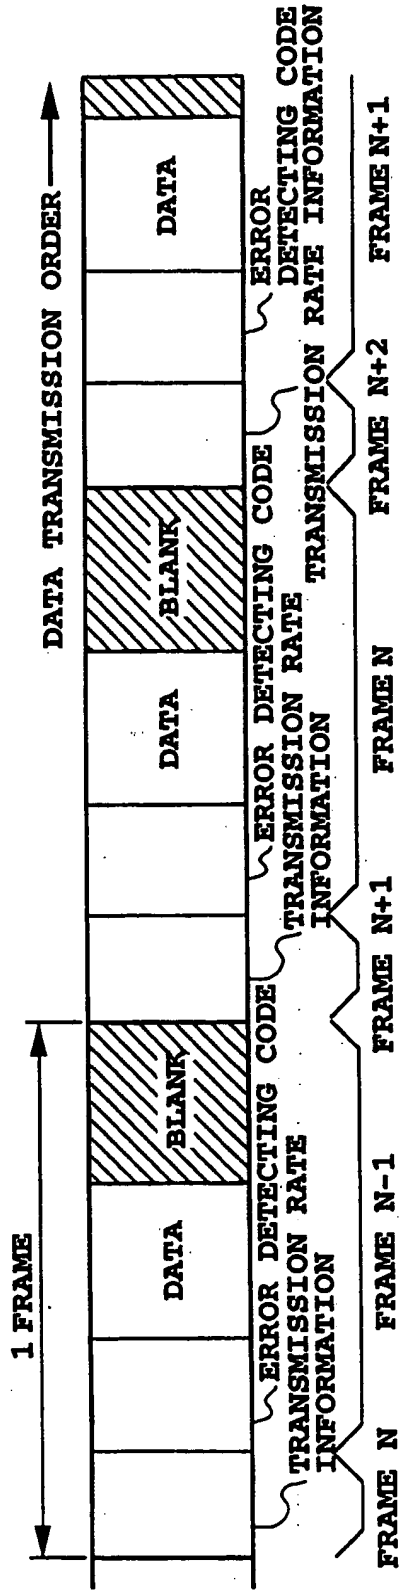 DATA TRANSMISSION ORDER
1 FRAME
DATA
BLANK
DATA
BLANK
DATA
ERROR DETECTING CODE
TRANSMISSION RATE
INFORMATION
ERROR DETECTING CODE
TRANSMISSION RATE
INFORMATION
ERROR
DETECTING CODE
TRANSMISSION RATE INFORMATION
FRAME N
FRAME N-1
FRAME N+1
FRAME N
FRAME N+2
FRAME N+1